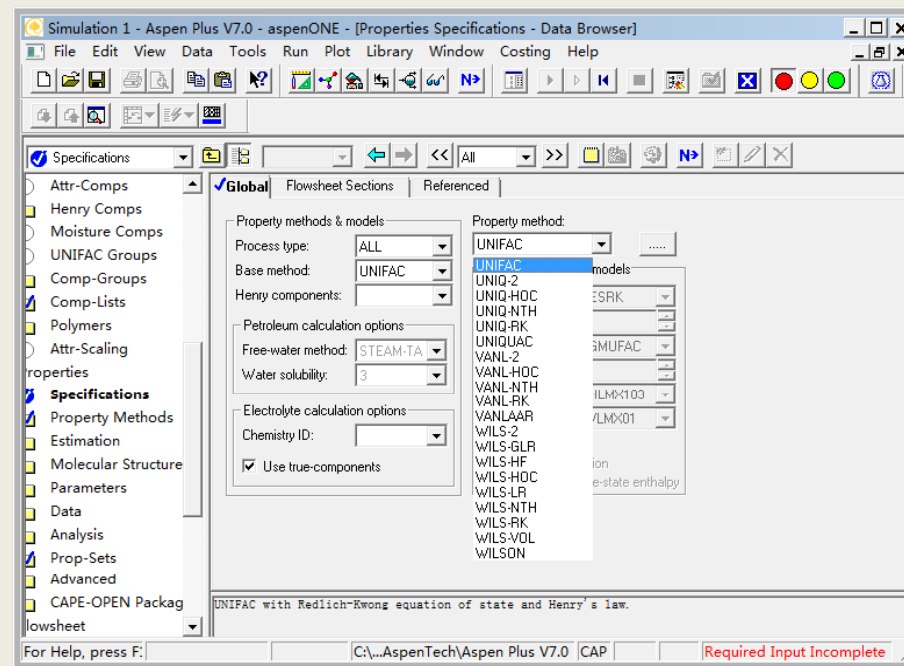 Simulation 1 - Aspen Plus V7.0 - aspenONE - [Properties Specifications - Data Browser]
File Edit View Data Tools Run Plot Library Window Costing Help
N>
Specifications
All
<< >>
N>
Attr-Comps
Henry Comps
Moisture Comps
UNIFAC Groups
Comp-Groups
Comp-Lists
Polymers
Attr-Scaling
roperties
Specifications
Property Methods
Estimation
Molecular Structure
Parameters
Data
Analysis
Prop-Sets
Advanced
CAPE-OPEN Packag
lowsheet
Global Flowsheet Sections Referenced
Property methods & models
Process type: ALL
Base method: UNIFAC
Henry components:
Petroleum calculation options
Free-water method: STEAM-TA
Water solubility: 3
Electrolyte calculation options
Chemistry ID:
Use true-components
Property method:
UNIFAC
.....
UNIFAC
UNIQ-2
UNIQ-HOC
UNIQ-NTH
UNIQ-RK
UNIQUAC
VANL-2
VANL-HOC
VANL-NTH
VANL-RK
VANLAAR
WILS-2
WILS-GLR
WILS-HF
WILS-HOC
WILS-LR
WILS-NTH
WILS-RK
WILS-VOL
WILSON
models
ESRK
GMUFAC
HLMX103
VLMX01
ion
e-state enthalpy
UNIFAC with Redlich-Kwong equation of state and Henry's law.
For Help, press F: C:\...AspenTech\Aspen Plus V7.0 CAP Required Input Incomplete